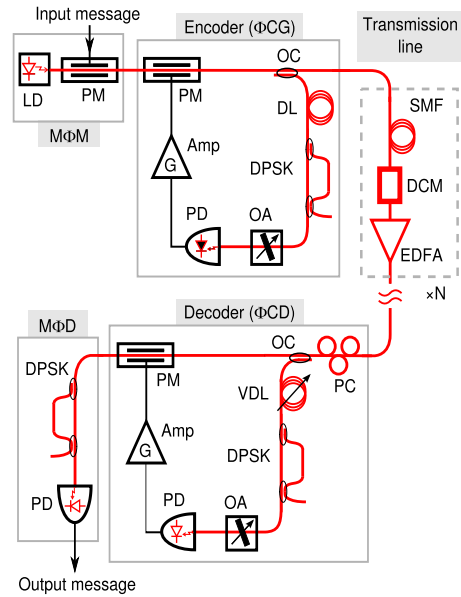 Input message
Encoder (ΦCG)
Transmission
line
LD
PM
MΦM
PM
OC
DL
Amp
G
DPSK
PD
OA
SMF
DCM
EDFA
×N
MΦD
Decoder (ΦCD)
DPSK
PM
OC
PC
VDL
Amp
G
DPSK
PD
PD
OA
Output message